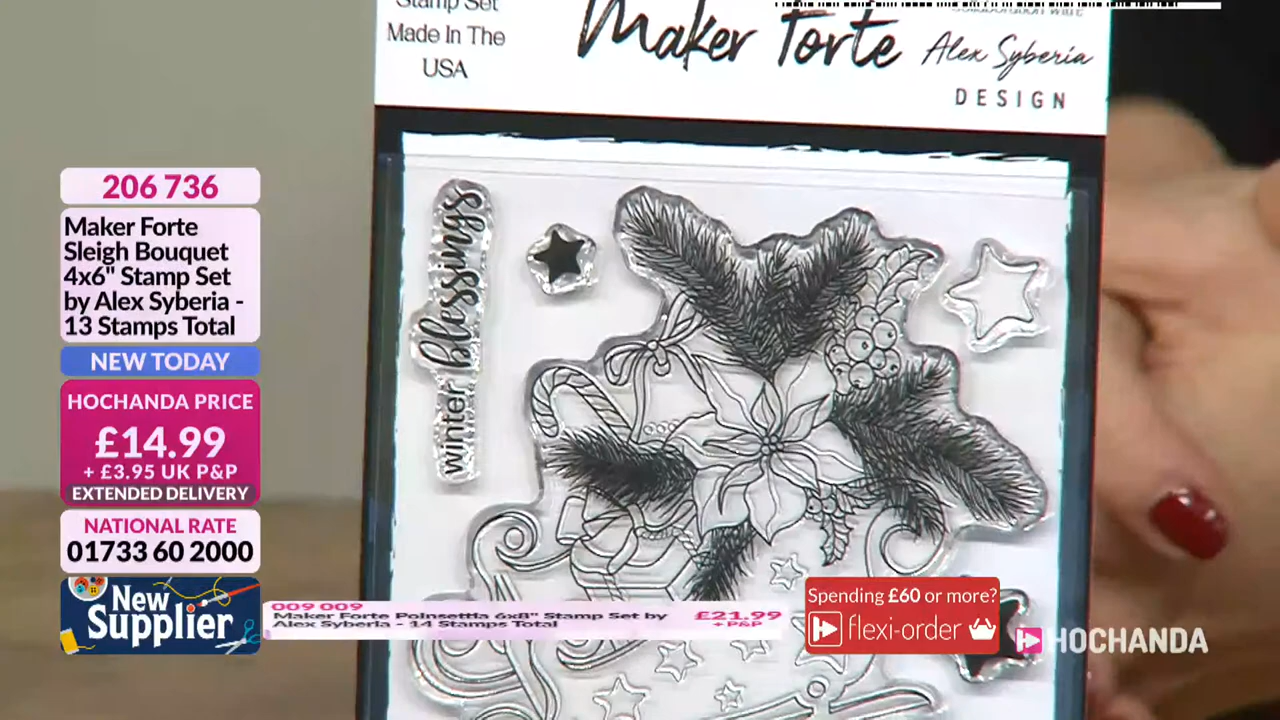 Stamp Set
Made In The
USA
Maker Forte
Alex Syberia
DESIGN
winter blessings
206 736
Maker Forte
Sleigh Bouquet
4x6" Stamp Set
by Alex Syberia -
13 Stamps Total
NEW TODAY
HOCHANDA PRICE
£14.99
+ £3.95 UK P&P
EXTENDED DELIVERY
NATIONAL RATE
01733 60 2000
New
Supplier
009 009
Maker Forte Poinsettia 6x8" Stamp Set by
Alex Syberia - 14 Stamps Total
£21.99
+ P&P
Spending £60 or more?
flexi-order
HOCHANDA